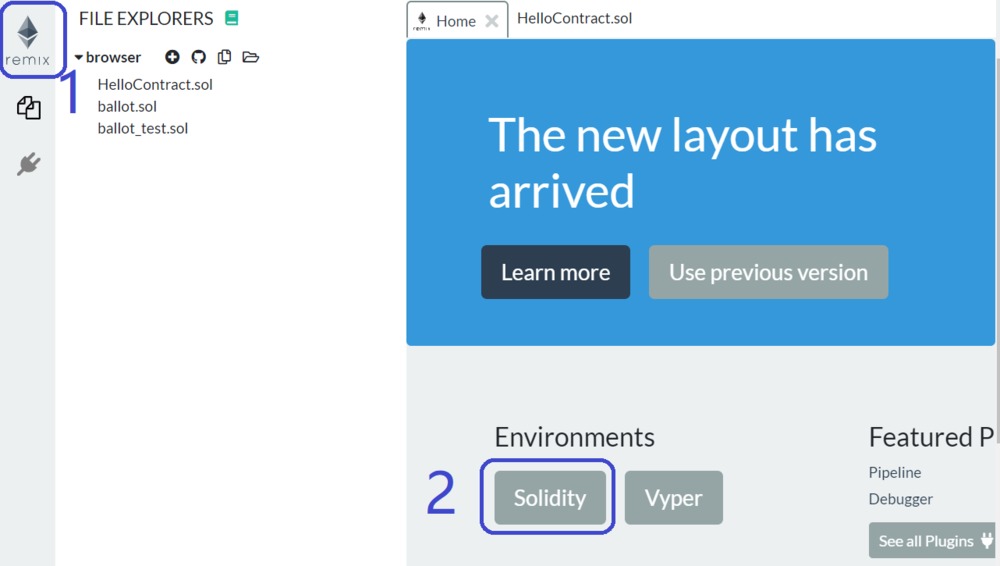 remix
1
FILE EXPLORERS
browser
HelloContract.sol
ballot.sol
ballot_test.sol
Home
HelloContract.sol
The new layout has
arrived
Learn more
Use previous version
Environments
2
Solidity
Vyper
Featured P
Pipeline
Debugger
See all Plugins